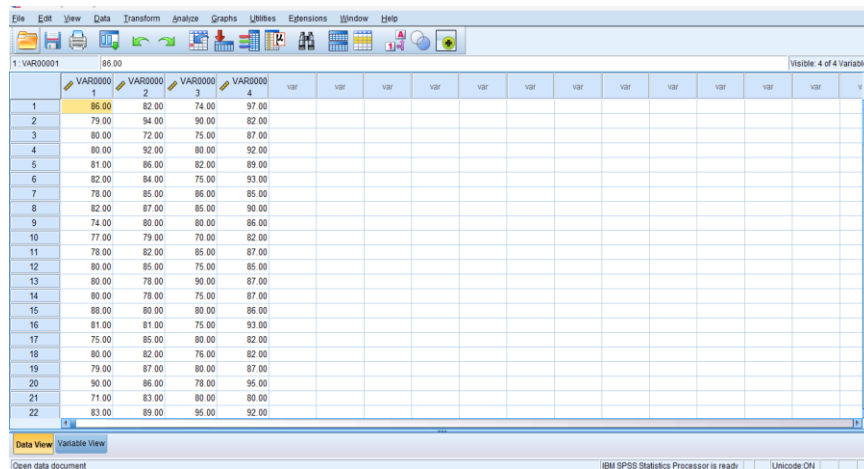 File Edit View Data Transform Analyze Graphs Utilities Extensions Window Help
1 : VAR00001 86.00 Visible: 4 of 4 Variable
VAR0000 VAR0000 VAR0000 VAR0000 var var var var var var var var var var v
1 2 3 4
1 86.00 82.00 74.00 97.00
2 79.00 94.00 90.00 82.00
3 80.00 72.00 75.00 87.00
4 80.00 92.00 80.00 92.00
5 81.00 86.00 82.00 89.00
6 82.00 84.00 75.00 93.00
7 78.00 85.00 86.00 85.00
8 82.00 87.00 85.00 90.00
9 74.00 80.00 80.00 86.00
10 77.00 79.00 70.00 82.00
11 78.00 82.00 85.00 87.00
12 80.00 85.00 75.00 85.00
13 80.00 78.00 90.00 87.00
14 80.00 78.00 75.00 87.00
15 88.00 80.00 80.00 86.00
16 81.00 81.00 75.00 93.00
17 75.00 85.00 80.00 82.00
18 80.00 82.00 76.00 82.00
19 79.00 87.00 80.00 87.00
20 90.00 86.00 78.00 95.00
21 71.00 83.00 80.00 80.00
22 83.00 89.00 95.00 92.00
Data View Variable View
Open data document IBM SPSS Statistics Processor is ready Unicode:ON